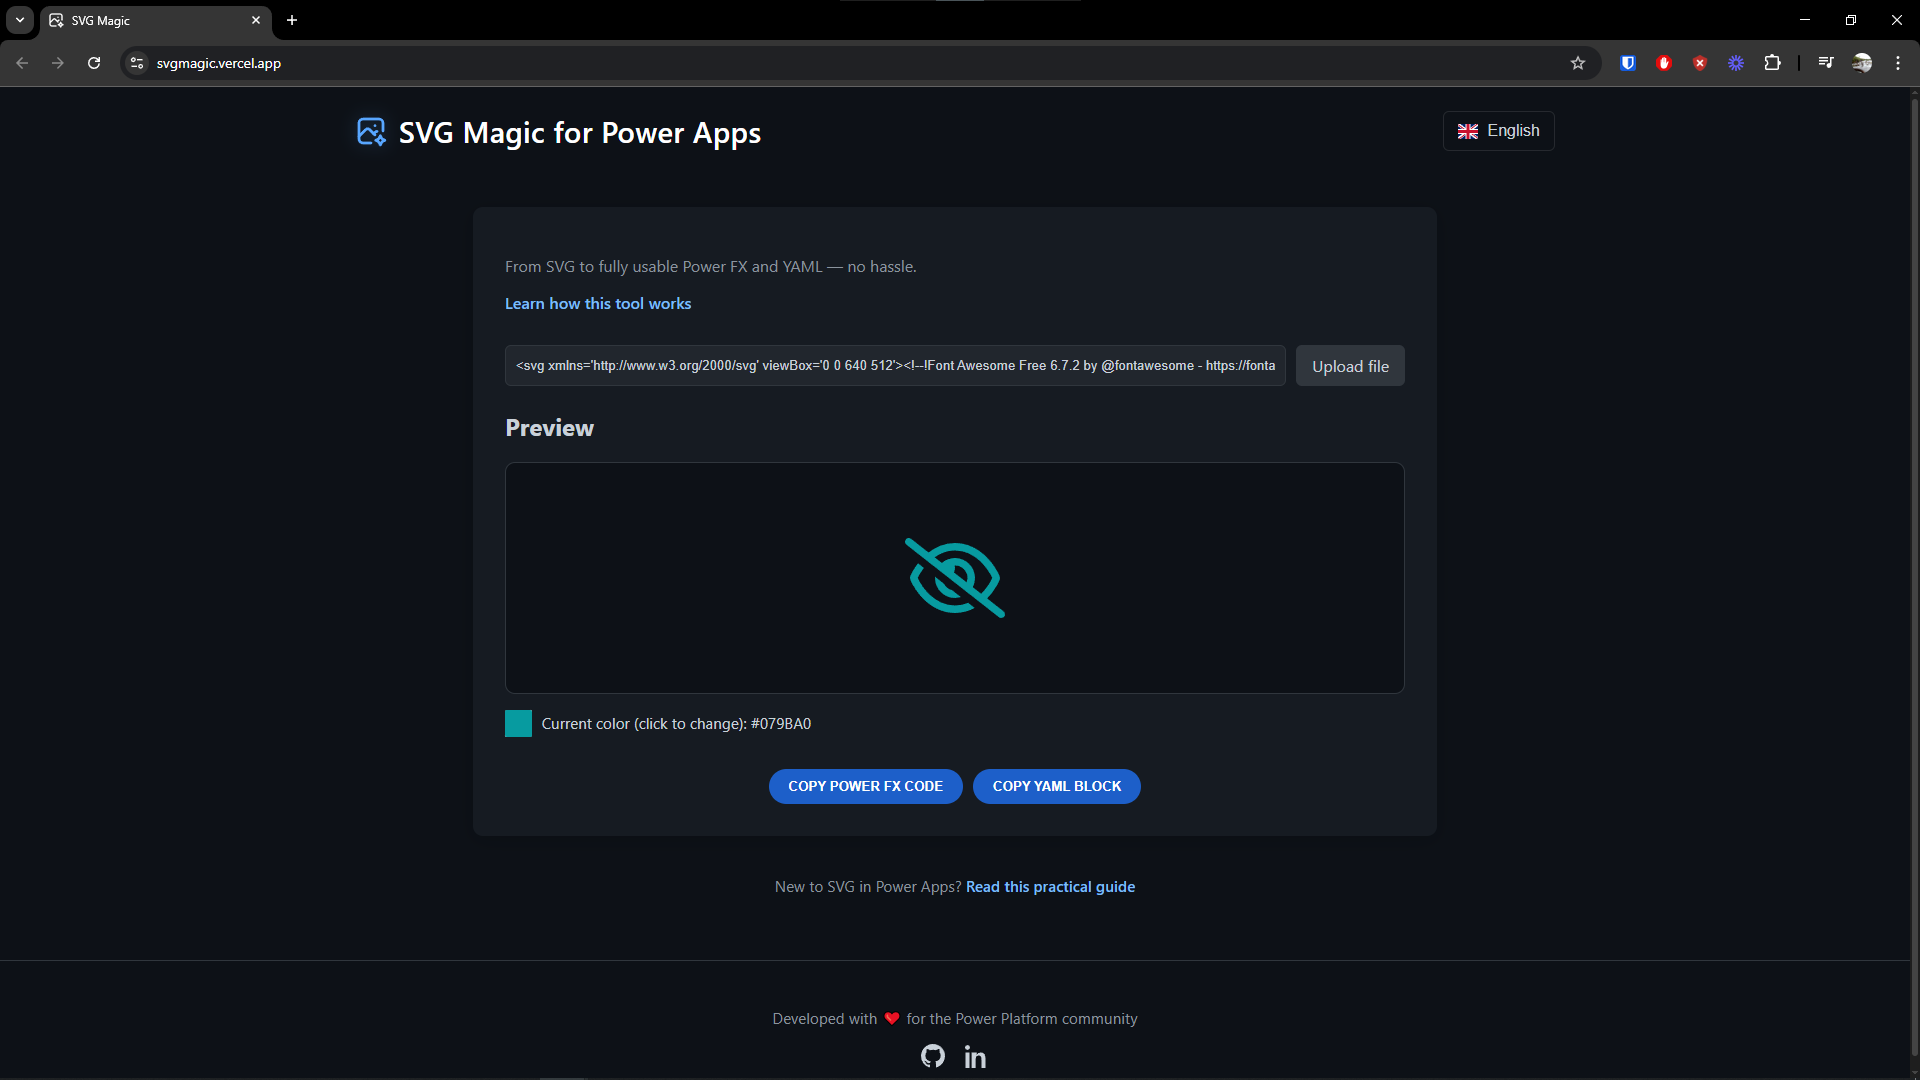 SVG Magic
svgmagic.vercel.app
SVG Magic for Power Apps
English
From SVG to fully usable Power FX and YAML — no hassle.
Learn how this tool works
<svg xmlns='http://www.w3.org/2000/svg' viewBox='0 0 640 512'><!--!Font Awesome Free 6.7.2 by @fontawesome - https://fonta
Upload file
Preview
Current color (click to change): #079BA0
COPY POWER FX CODE
COPY YAML BLOCK
New to SVG in Power Apps? Read this practical guide
Developed with ❤ for the Power Platform community
in